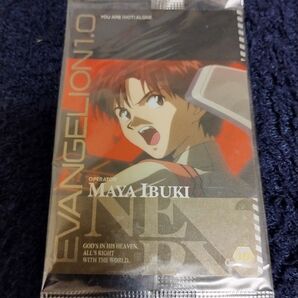 YOU ARE (NOT) ALONE.
EVANGELION:1.0
OPERATOR
MAYA IBUKI
NERV
GOD'S IN HIS HEAVEN.
ALL'S RIGHT
WITH THE WORLD.